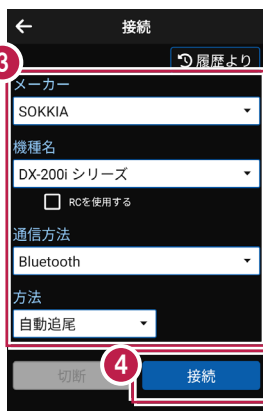 ← 接続
履歴より
3
メーカー
SOKKIA
機種名
DX-200i シリーズ
RCを使用する
通信方法
Bluetooth
方法
自動追尾
切断
4
接続